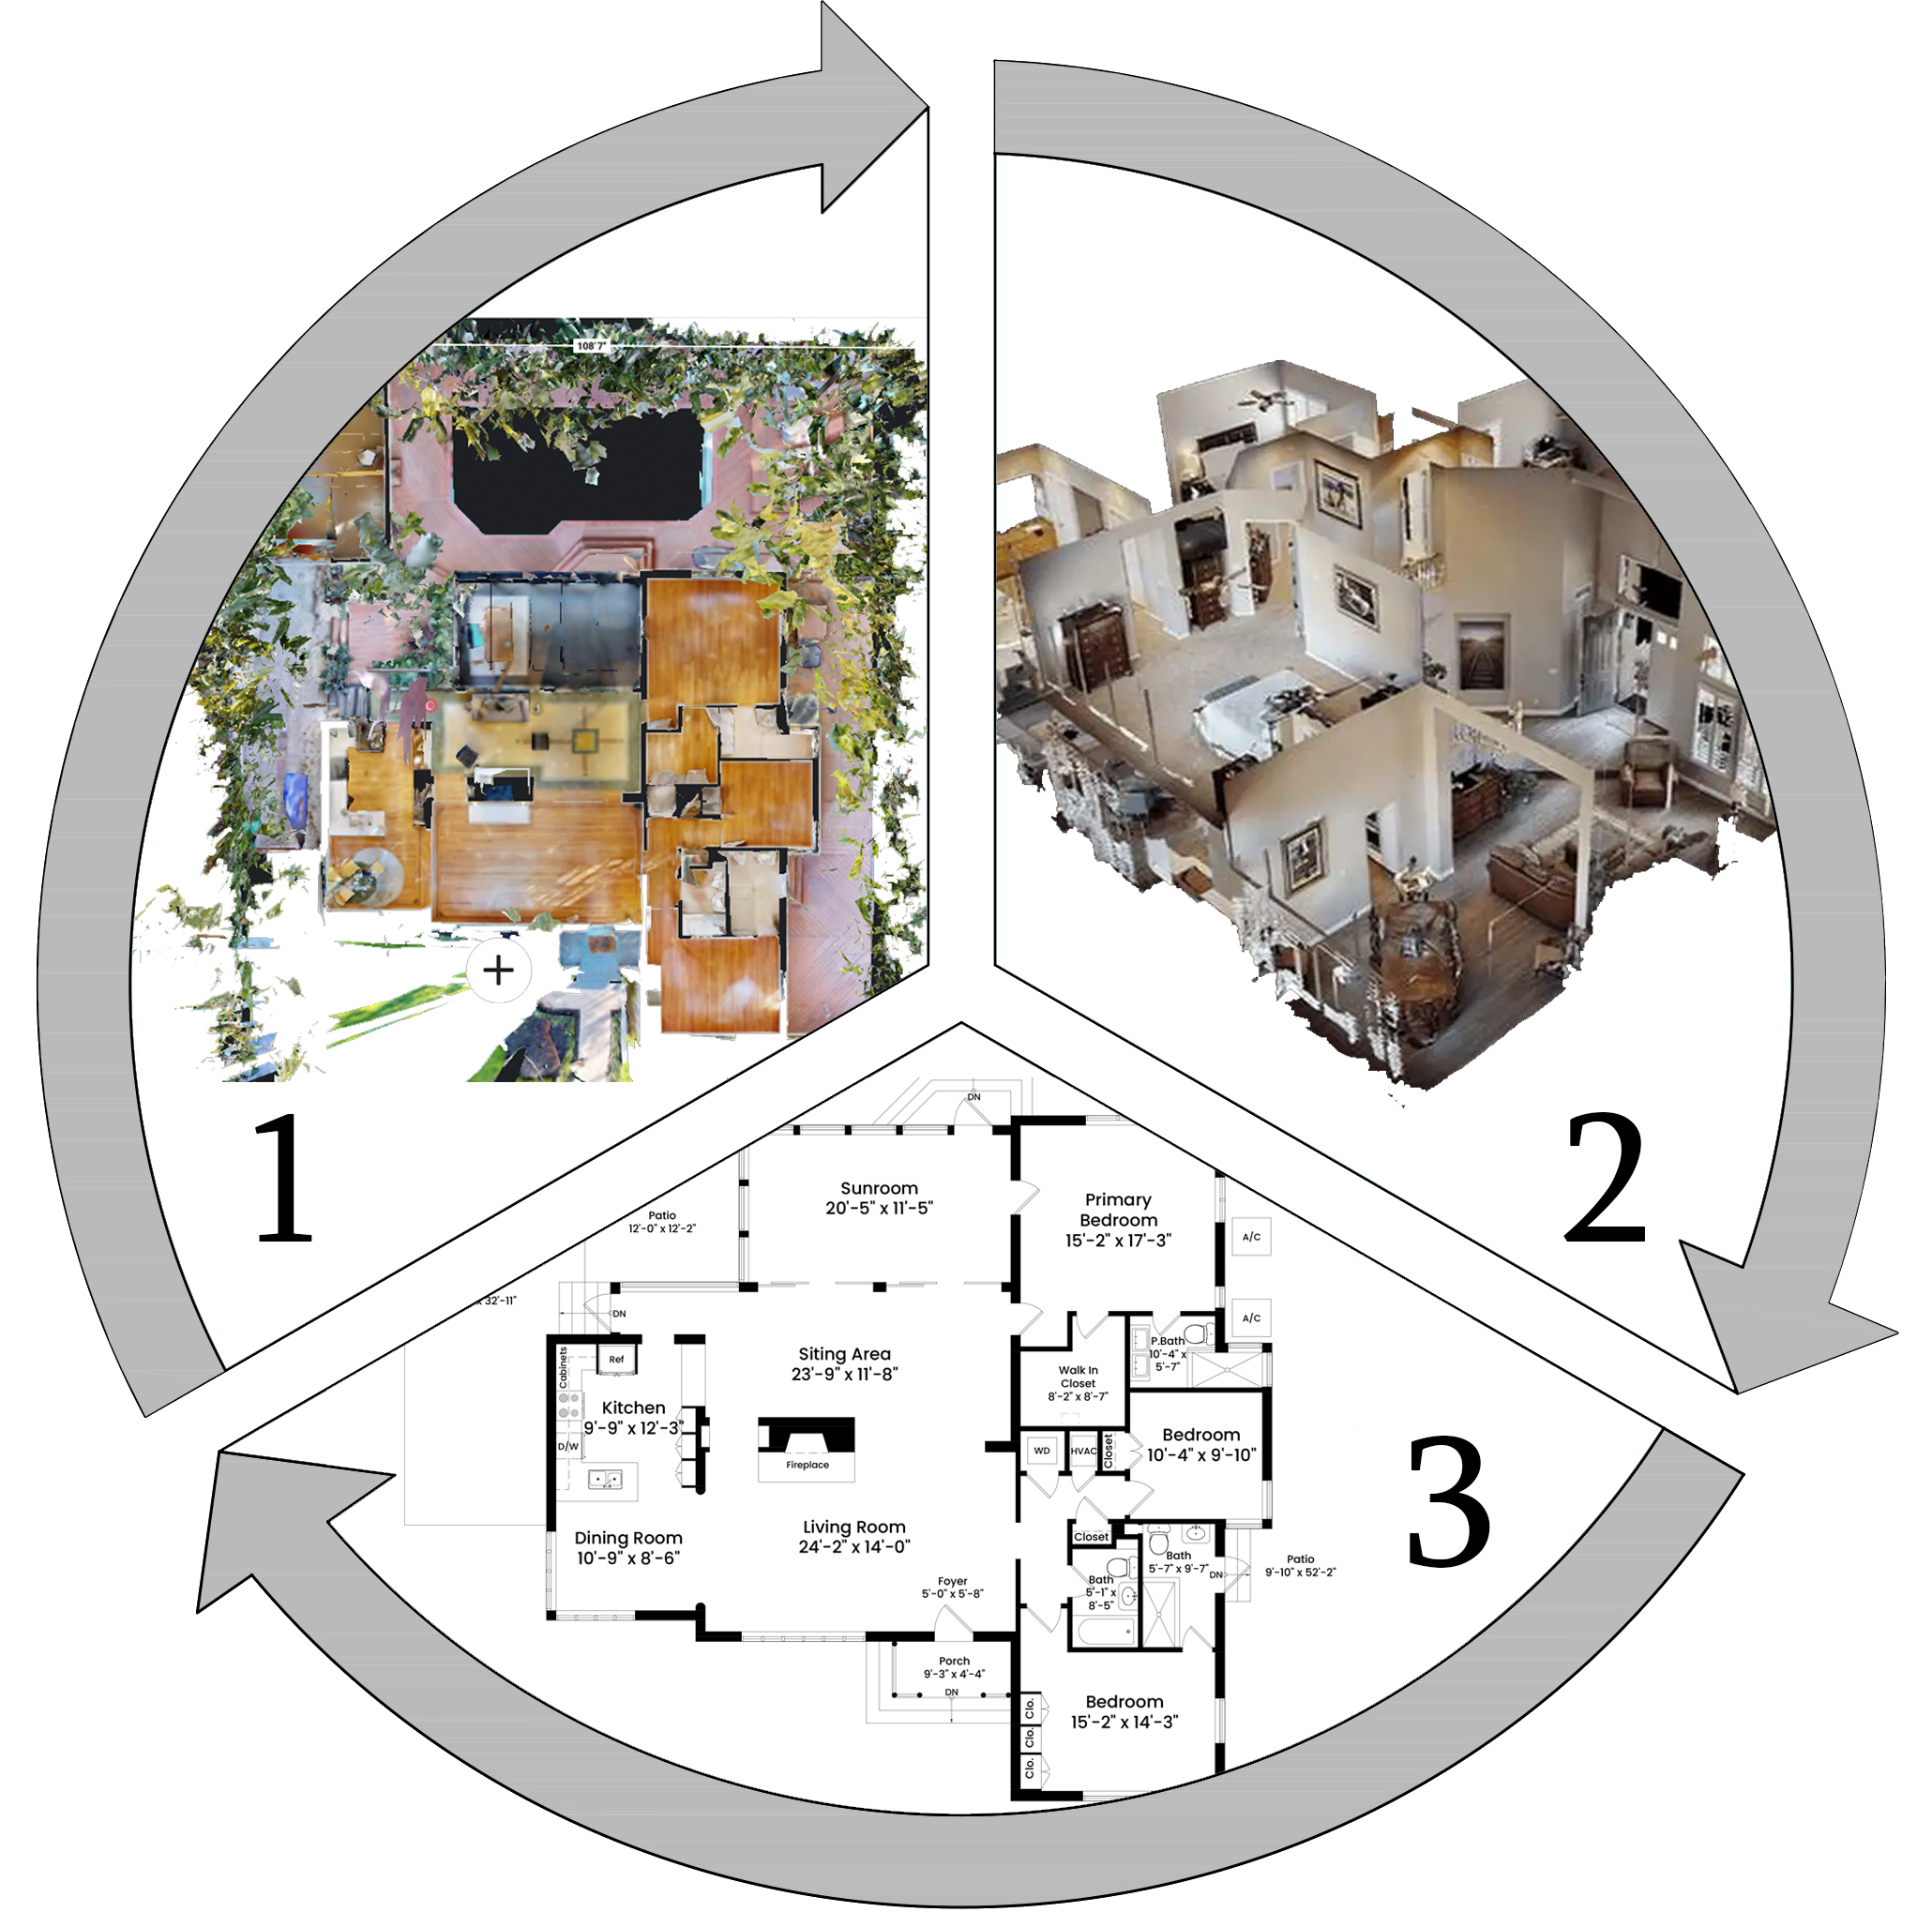 108'7"
1
2
DN
Sunroom
20'-5" x 11'-5"
Primary
Bedroom
15'-2" x 17'-3"
Patio
12'-0" x 12'-2"
A/C
x 32'-11"
DN
A/C
P.Bath
10'-4" x
5'-7"
Cabinets
Ref
Siting Area
23'-9" x 11'-8"
Walk In
Closet
8'-2" x 8'-7"
Kitchen
9'-9" x 12'-3"
D/W
Fireplace
WD
HVAC
Closet
Bedroom
10'-4" x 9'-10"
3
Dining Room
10'-9" x 8'-6"
Living Room
24'-2" x 14'-0"
Closet
Bath
5'-7" x 9'-7"
DN
Patio
9'-10" x 52'-2"
Foyer
5'-0" x 5'-8"
Bath
5'-1" x
8'-5"
Porch
9'-3" x 4'-4"
DN
Bedroom
15'-2" x 14'-3"
Clo.
Clo.
Clo.